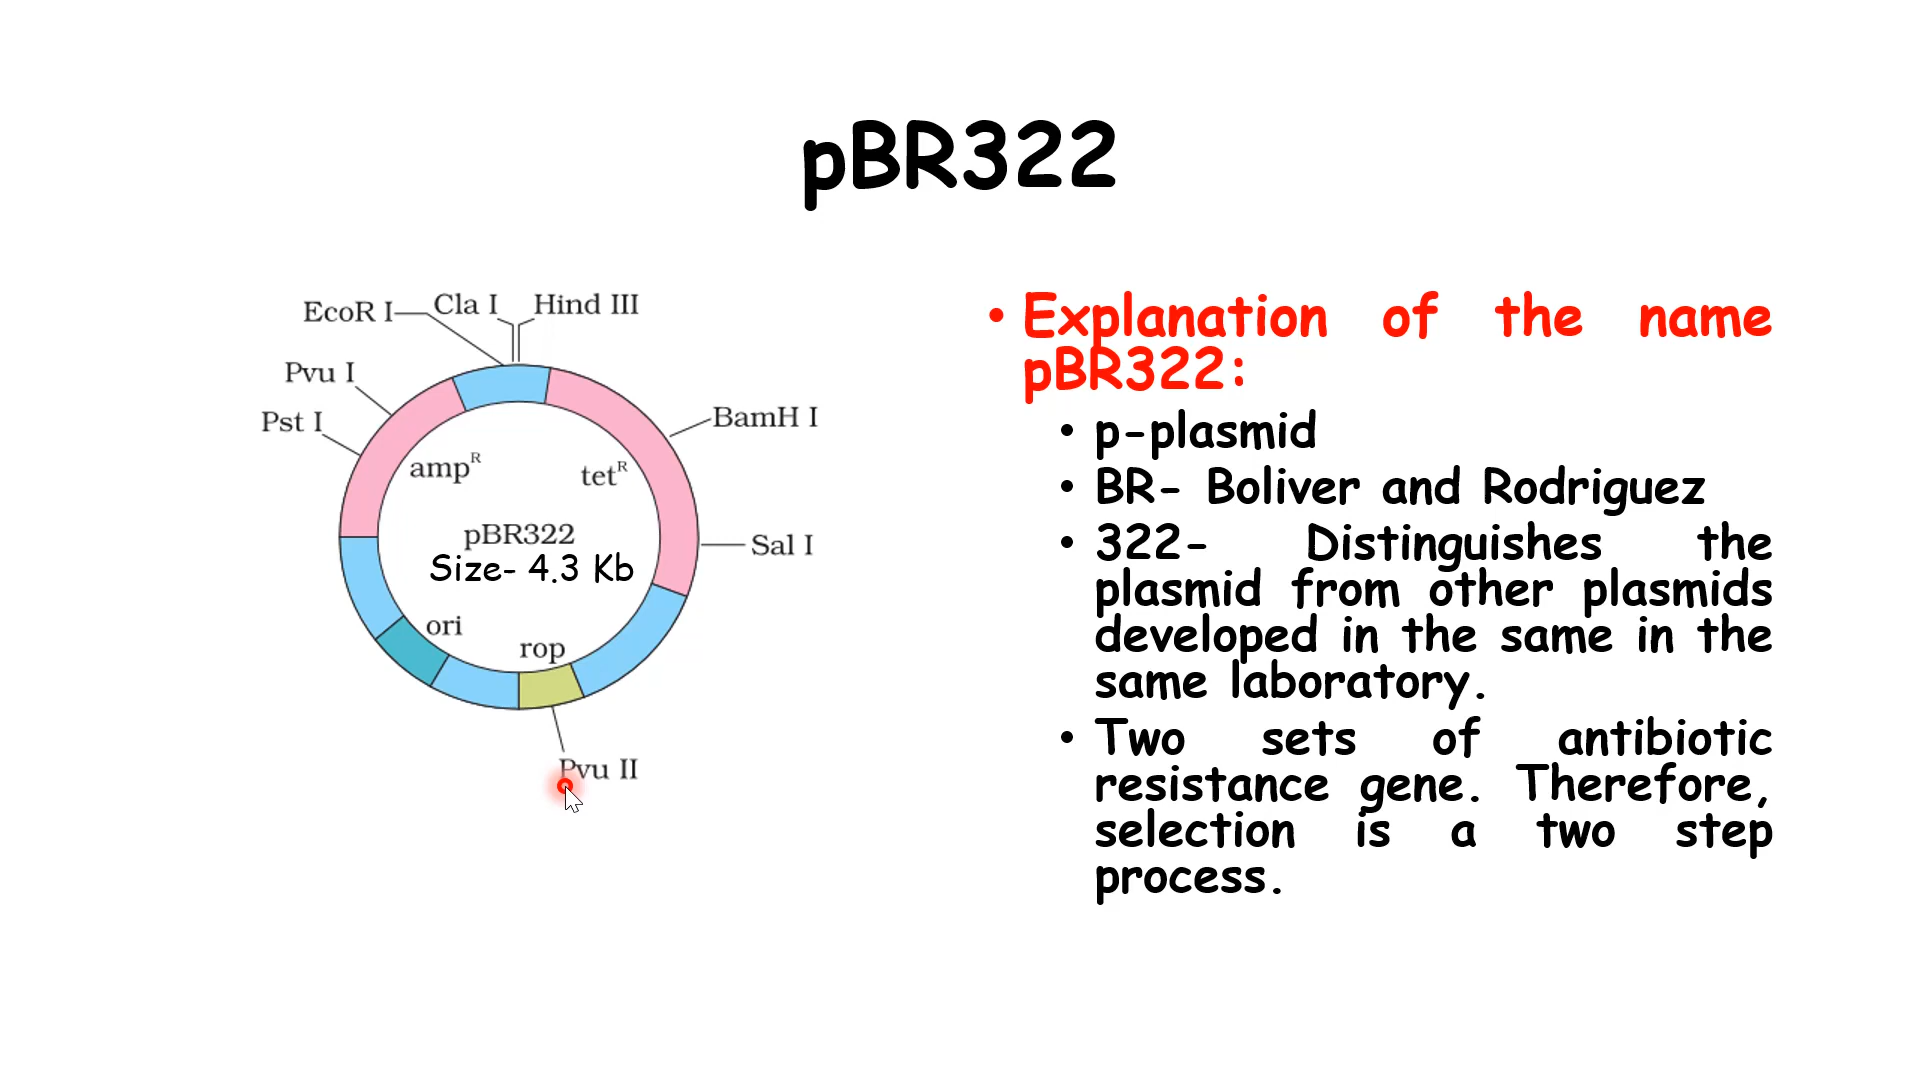 pBR322
EcoR I
Cla I
Hind III
Pvu I
Pst I
BamH I
amp^R
tet^R
pBR322
Size- 4.3 Kb
Sal I
ori
rop
Pvu II
• Explanation of the name
pBR322:
• p-plasmid
• BR- Boliver and Rodriguez
• 322- Distinguishes the
plasmid from other plasmids
developed in the same in the
same laboratory.
• Two sets of antibiotic
resistance gene. Therefore,
selection is a two step
process.